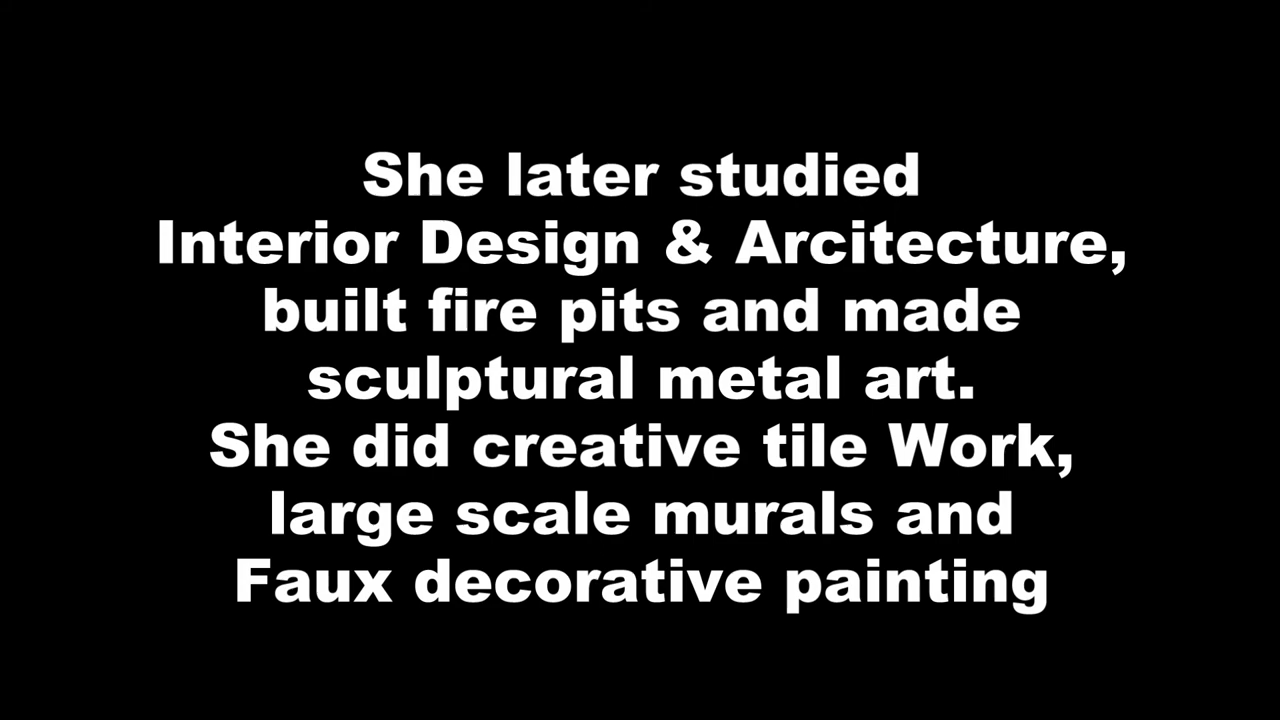 She later studied
Interior Design & Arcitecture,
built fire pits and made
sculptural metal art.
She did creative tile Work,
large scale murals and
Faux decorative painting